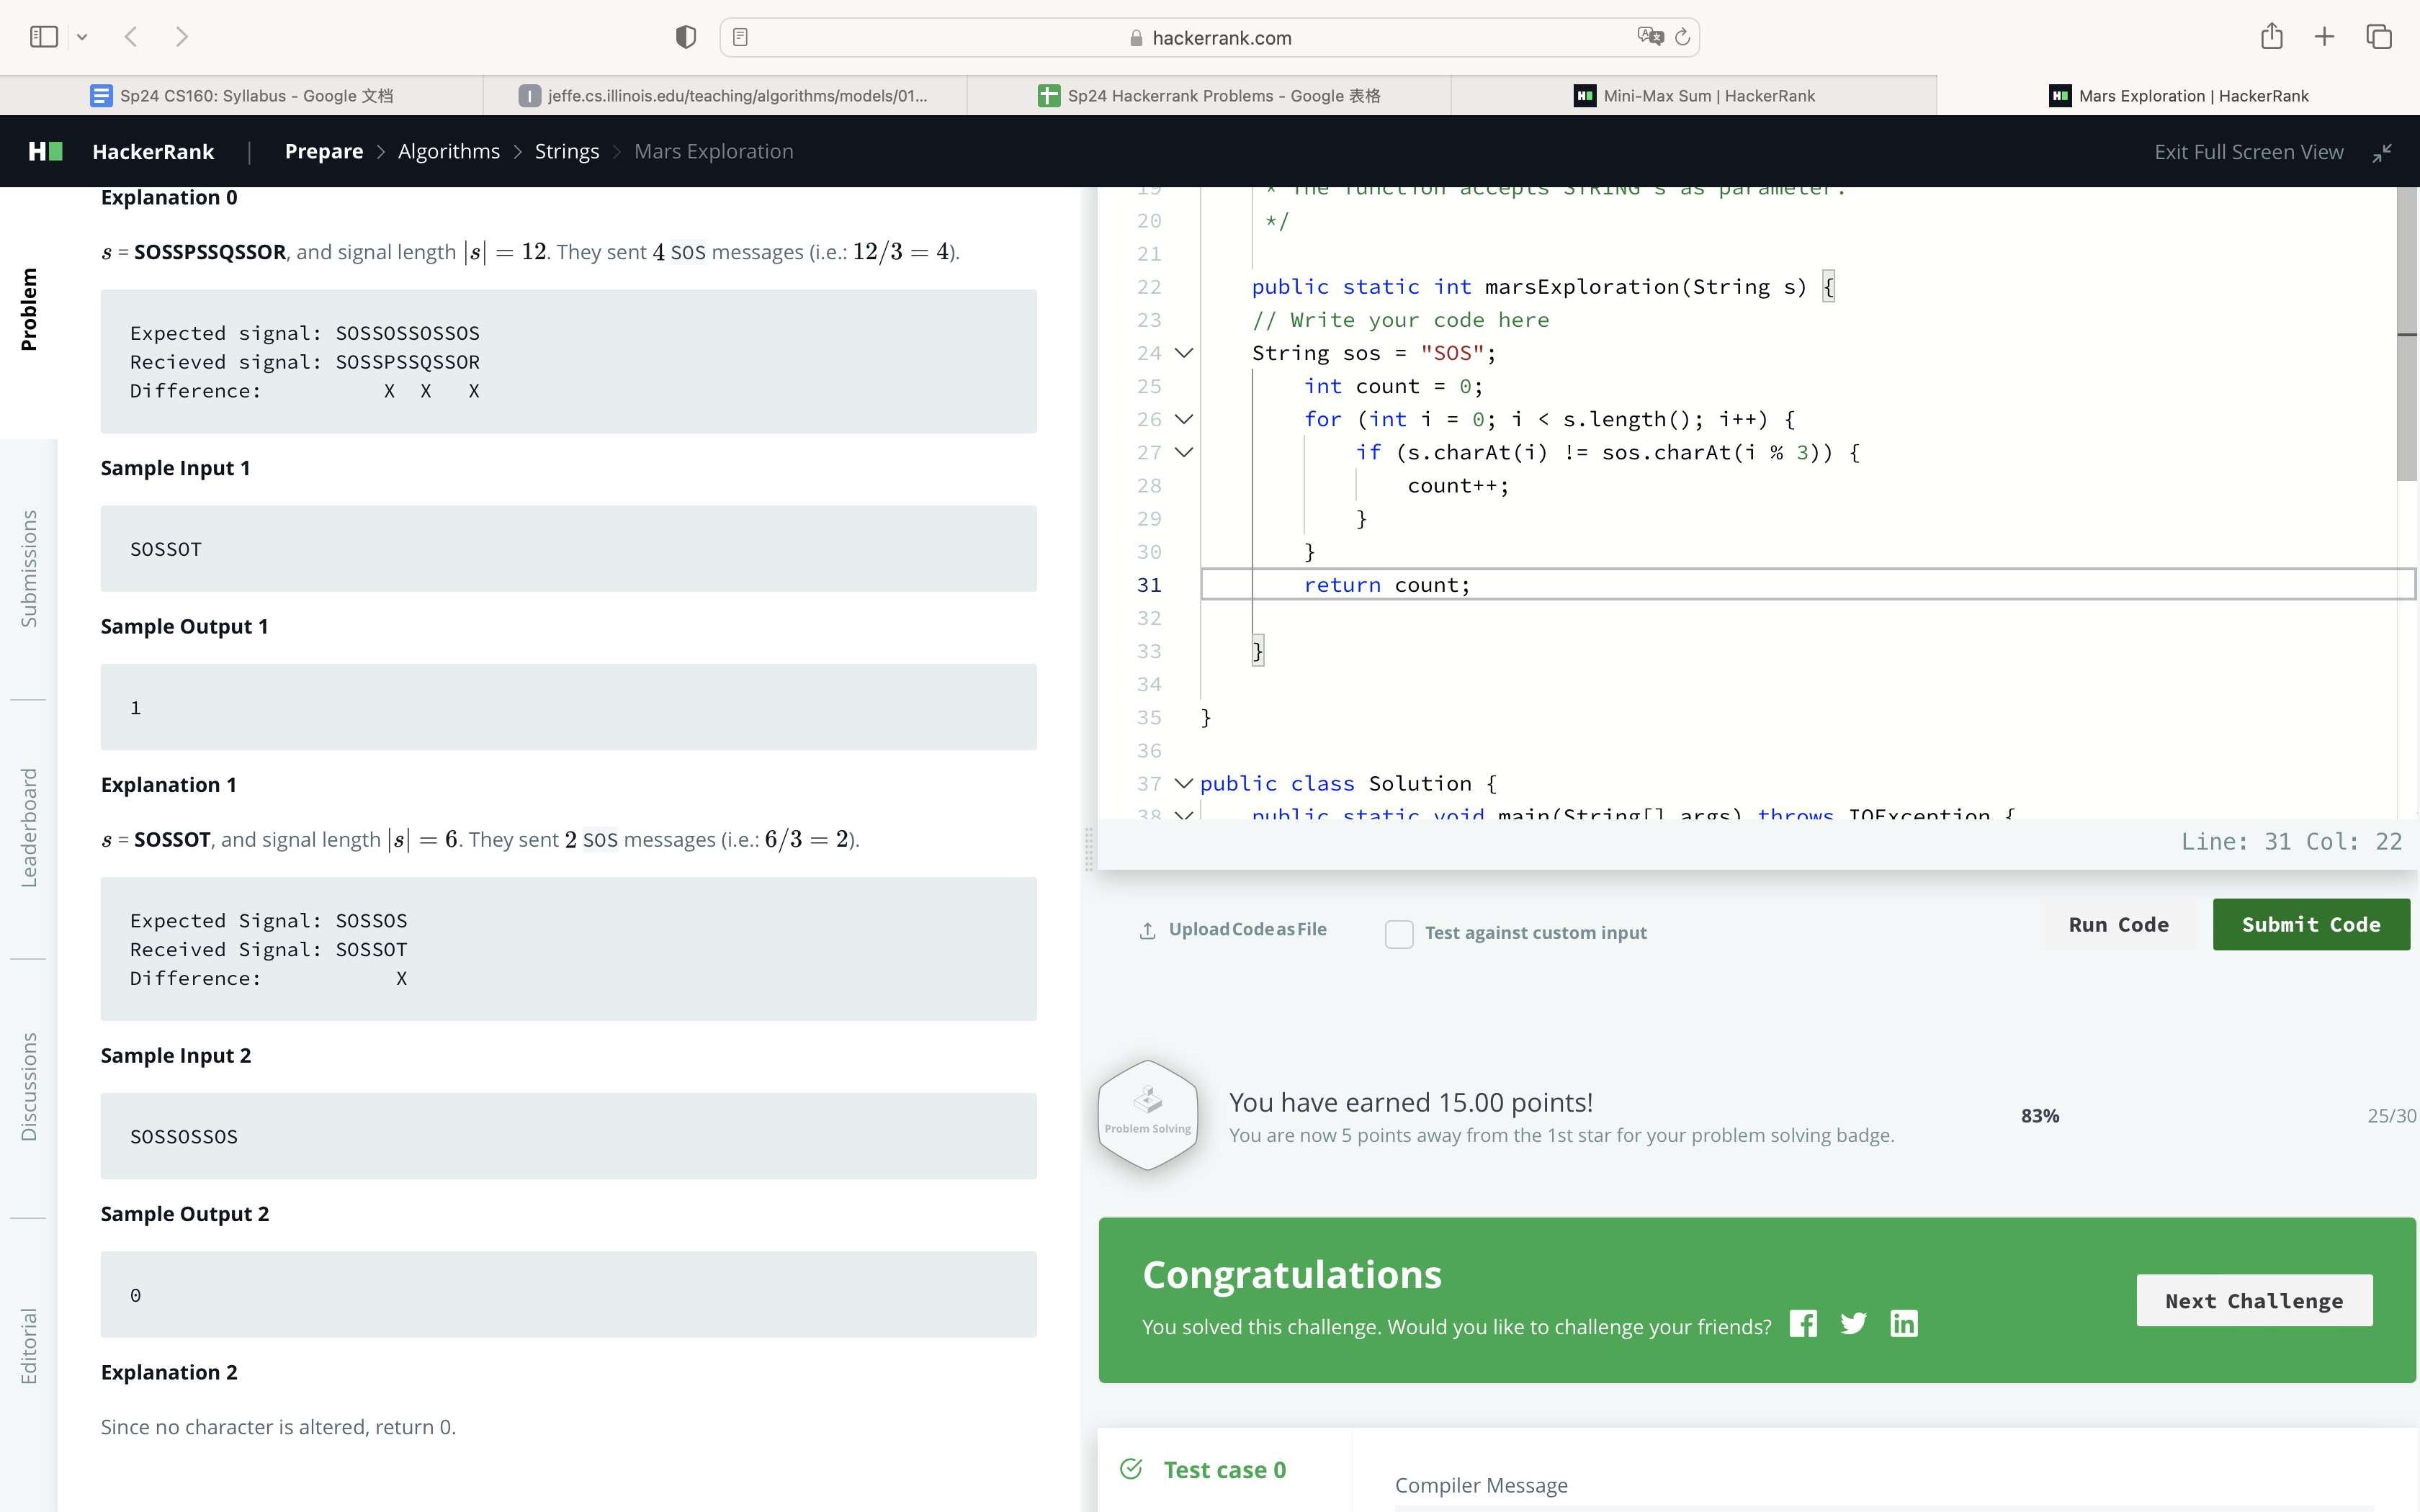 hackerrank.com
Sp24 CS160: Syllabus - Google 文档
jeffe.cs.illinois.edu/teaching/algorithms/models/01...
Sp24 Hackerrank Problems - Google 表格
Mini-Max Sum | HackerRank
Mars Exploration | HackerRank
HackerRank | Prepare > Algorithms > Strings > Mars Exploration
Exit Full Screen View
Problem
Submissions
Leaderboard
Discussions
Editorial
Explanation 0
s = SOSSPSSQSSOR, and signal length |s| = 12. They sent 4 SOS messages (i.e.: 12/3 = 4).
Expected signal: SOSSOSSOSSOS
Recieved signal: SOSSPSSQSSOR
Difference: X X X
Sample Input 1
SOSSOT
Sample Output 1
1
Explanation 1
s = SOSSOT, and signal length |s| = 6. They sent 2 SOS messages (i.e.: 6/3 = 2).
Expected Signal: SOSSOS
Received Signal: SOSSOT
Difference: X
Sample Input 2
SOSSOSSOS
Sample Output 2
0
Explanation 2
Since no character is altered, return 0.
19 * The function accepts STRING s as parameter.
20 */
21
22 public static int marsExploration(String s) {
23 // Write your code here
24 String sos = "SOS";
25 int count = 0;
26 for (int i = 0; i < s.length(); i++) {
27 if (s.charAt(i) != sos.charAt(i % 3)) {
28 count++;
29 }
30 }
31 return count;
32
33 }
34
35 }
36
37 public class Solution {
38 public static void main(String[] args) throws IOException {
Line: 31 Col: 22
Upload Code as File
Test against custom input
Run Code
Submit Code
Problem Solving
You have earned 15.00 points!
You are now 5 points away from the 1st star for your problem solving badge.
83%
25/30
Congratulations
You solved this challenge. Would you like to challenge your friends?
Next Challenge
Test case 0
Compiler Message